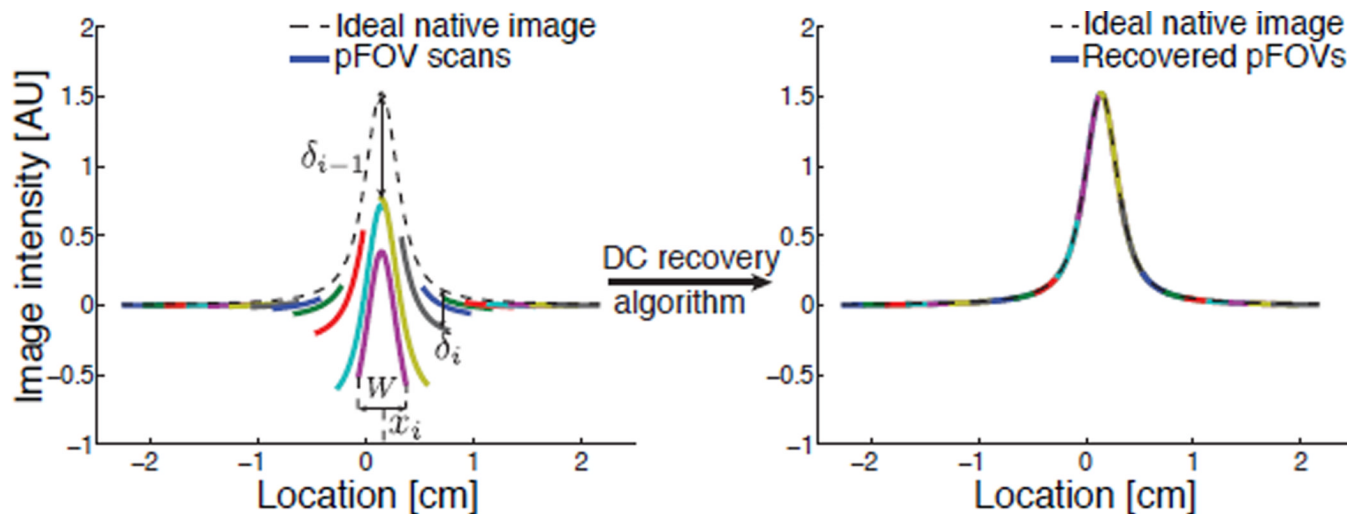 Ideal native image
pFOV scans
2
1.5
1
0.5
0
−0.5
−1
−2
−1
0
1
2
Image intensity [AU]
Location [cm]
δi−1
δi
W
xi
DC recovery
algorithm
Ideal native image
Recovered pFOVs
2
1.5
1
0.5
0
−0.5
−1
−2
−1
0
1
2
Location [cm]